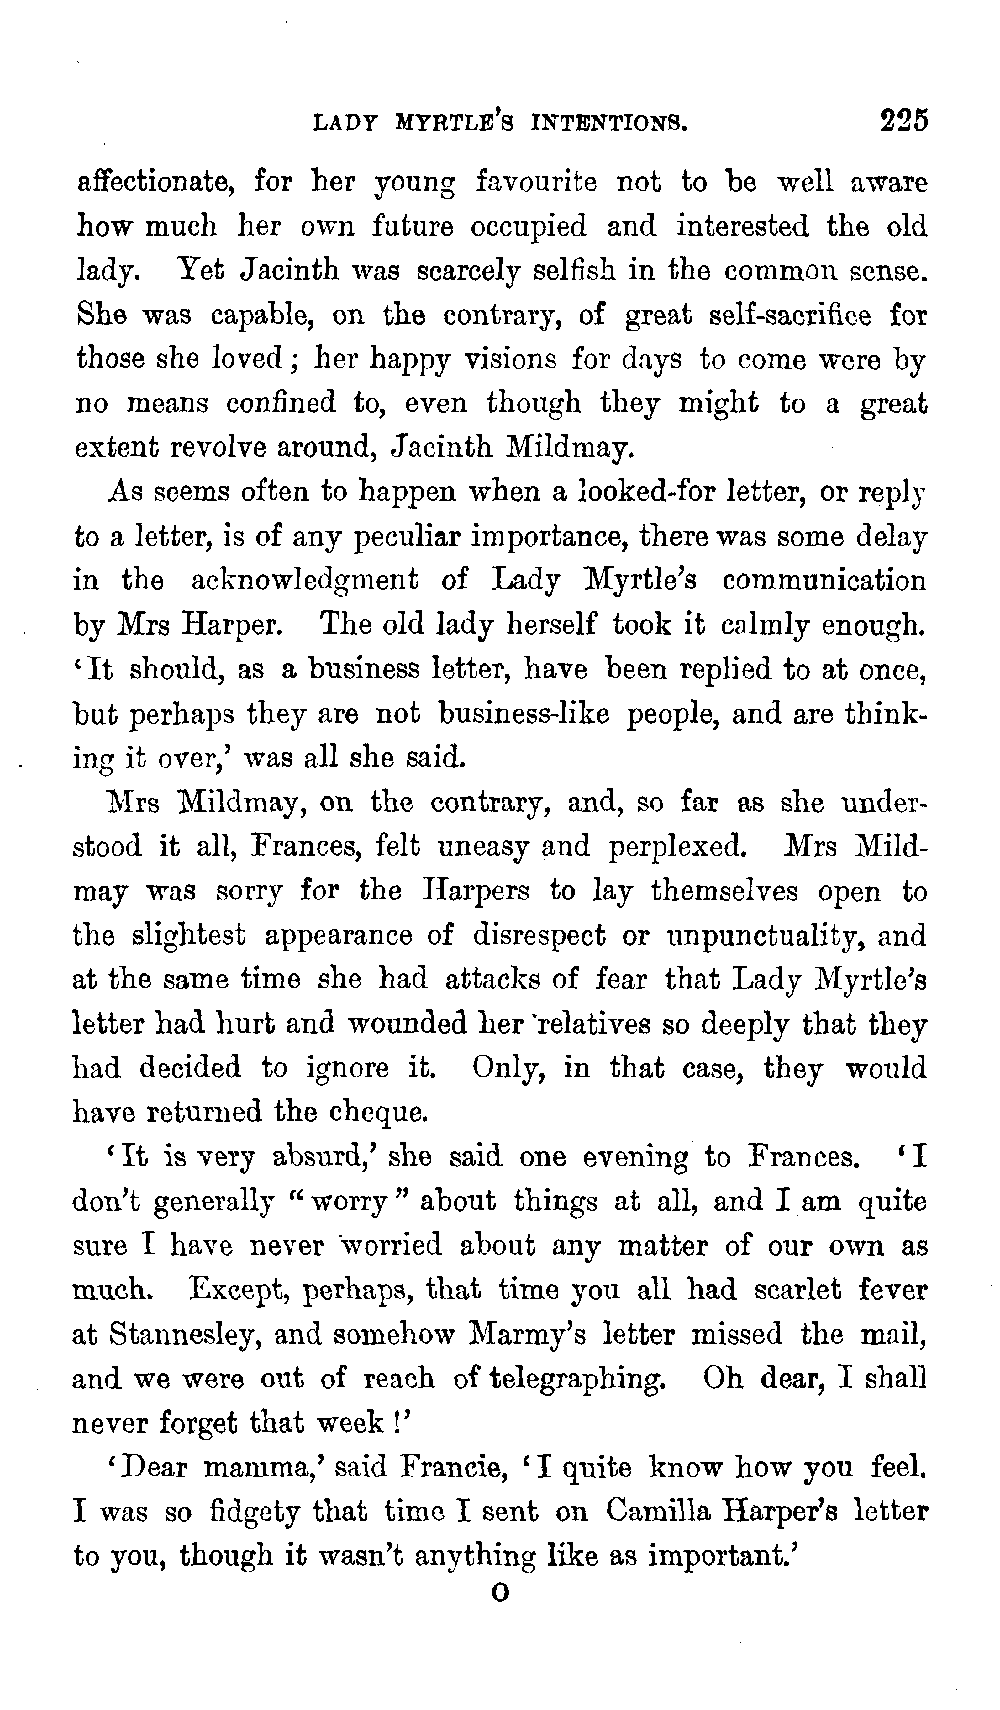 LADY MYRTLE'S INTENTIONS. 225
affectionate, for her young favourite not to be well aware
how much her own future occupied and interested the old
lady. Yet Jacinth was scarcely selfish in the common sense.
She was capable, on the contrary, of great self-sacrifice for
those she loved; her happy visions for days to come were by
no means confined to, even though they might to a great
extent revolve around, Jacinth Mildmay.
As seems often to happen when a looked-for letter, or reply
to a letter, is of any peculiar importance, there was some delay
in the acknowledgment of Lady Myrtle's communication
by Mrs Harper. The old lady herself took it calmly enough.
'It should, as a business letter, have been replied to at once,
but perhaps they are not business-like people, and are think-
ing it over,' was all she said.
Mrs Mildmay, on the contrary, and, so far as she under-
stood it all, Frances, felt uneasy and perplexed. Mrs Mild-
may was sorry for the Harpers to lay themselves open to
the slightest appearance of disrespect or unpunctuality, and
at the same time she had attacks of fear that Lady Myrtle's
letter had hurt and wounded her relatives so deeply that they
had decided to ignore it. Only, in that case, they would
have returned the cheque.
'It is very absurd,' she said one evening to Frances. 'I
don't generally "worry" about things at all, and I am quite
sure I have never worried about any matter of our own as
much. Except, perhaps, that time you all had scarlet fever
at Stannesley, and somehow Marmy's letter missed the mail,
and we were out of reach of telegraphing. Oh dear, I shall
never forget that week!'
'Dear mamma,' said Francie, 'I quite know how you feel.
I was so fidgety that time I sent on Camilla Harper's letter
to you, though it wasn't anything like as important.'
O